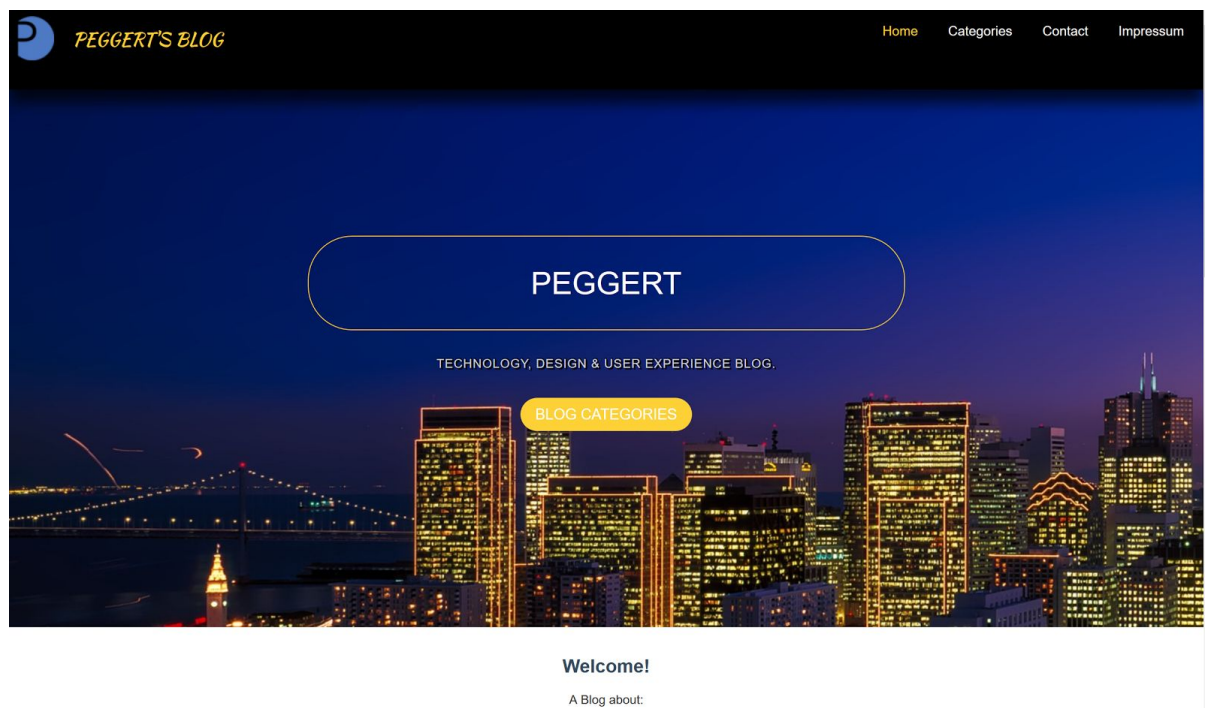 P
PEGGERT'S BLOG
Home Categories Contact Impressum
PEGGERT
TECHNOLOGY, DESIGN & USER EXPERIENCE BLOG.
BLOG CATEGORIES
Welcome!
A Blog about: